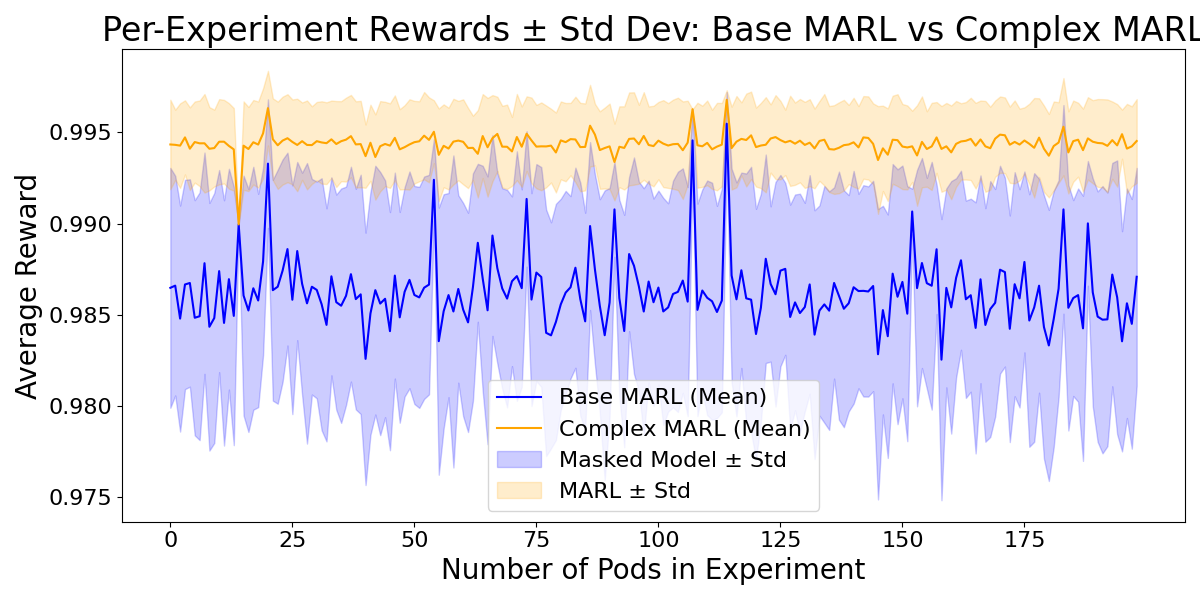 Per-Experiment Rewards ± Std Dev: Base MARL vs Complex MARL
Average Reward
0.995
0.990
0.985
0.980
0.975
Base MARL (Mean)
Complex MARL (Mean)
Masked Model ± Std
MARL ± Std
0 25 50 75 100 125 150 175
Number of Pods in Experiment